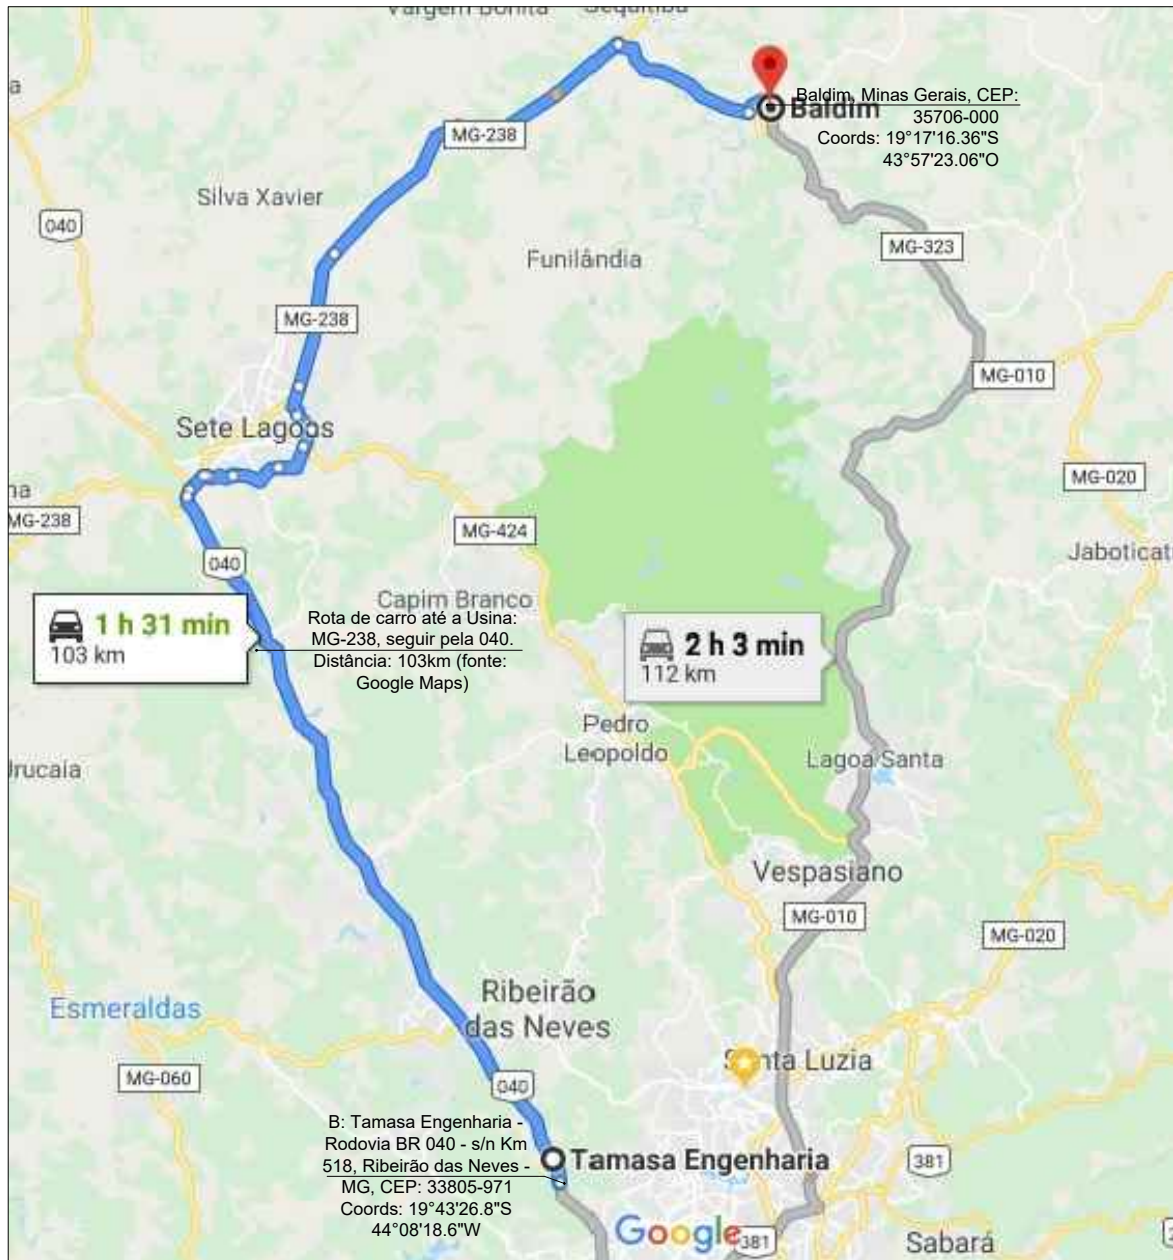 Vargem Bonita
Baldim
Baldim, Minas Gerais, CEP:
35706-000
Coords: 19°17'16.36"S
43°57'23.06"O
MG-238
Silva Xavier
040
Funilândia
MG-323
MG-238
MG-010
Sete Lagoas
MG-020
MG-238
MG-424
Jaboticat
040
Capim Branco
1 h 31 min
103 km
Rota de carro até a Usina:
MG-238, seguir pela 040.
Distância: 103km (fonte:
Google Maps)
2 h 3 min
112 km
Pedro
Leopoldo
Lagoa Santa
Urucaia
Vespasiano
MG-010
MG-020
Ribeirão
das Neves
Esmeraldas
Santa Luzia
MG-060
040
B: Tamasa Engenharia -
Rodovia BR 040 - s/n Km
518, Ribeirão das Neves -
MG, CEP: 33805-971
Coords: 19°43'26.8"S
44°08'18.6"W
Tamasa Engenharia
381
Google
381
Sabará